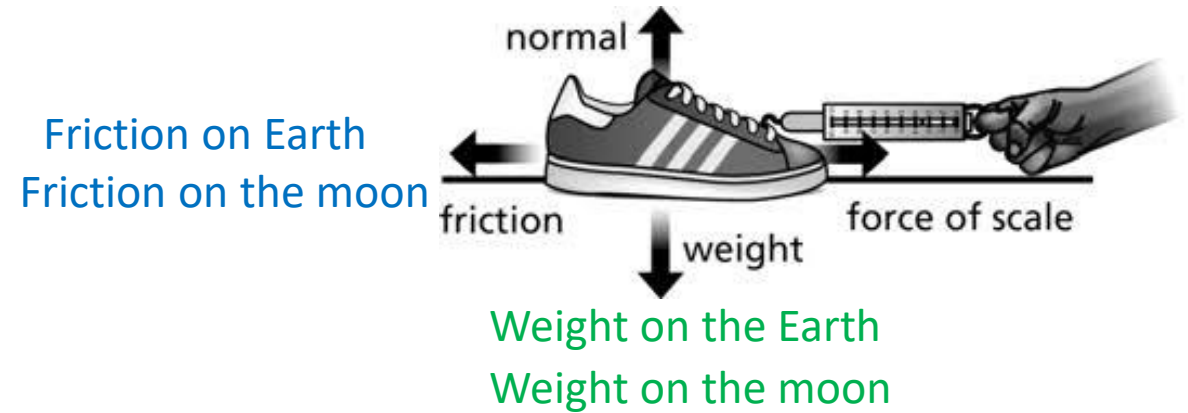 normal
Friction on Earth
Friction on the moon
friction
force of scale
weight
Weight on the Earth
Weight on the moon